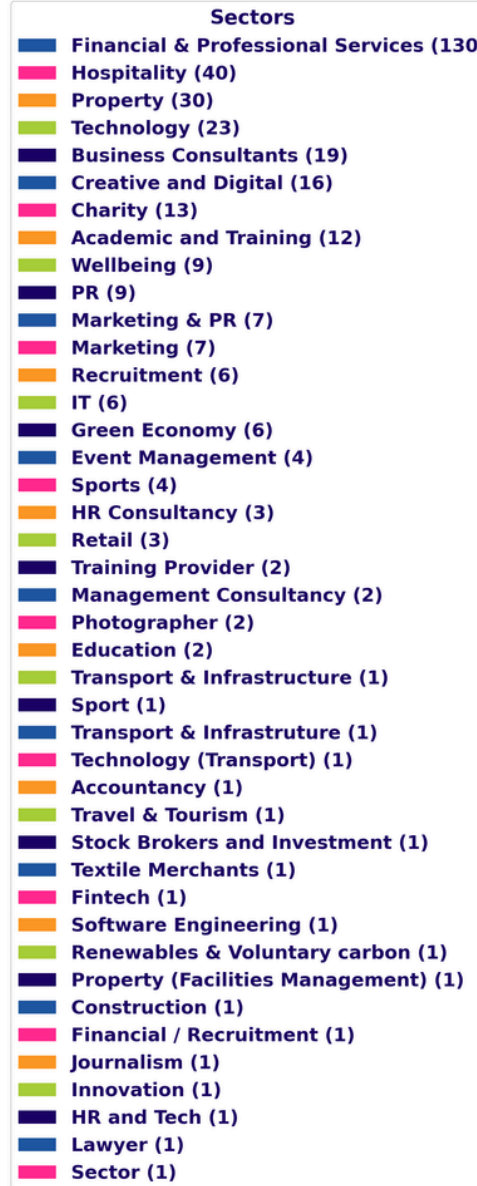 Sectors
Financial & Professional Services (130
Hospitality (40)
Property (30)
Technology (23)
Business Consultants (19)
Creative and Digital (16)
Charity (13)
Academic and Training (12)
Wellbeing (9)
PR (9)
Marketing & PR (7)
Marketing (7)
Recruitment (6)
IT (6)
Green Economy (6)
Event Management (4)
Sports (4)
HR Consultancy (3)
Retail (3)
Training Provider (2)
Management Consultancy (2)
Photographer (2)
Education (2)
Transport & Infrastructure (1)
Sport (1)
Transport & Infrastruture (1)
Technology (Transport) (1)
Accountancy (1)
Travel & Tourism (1)
Stock Brokers and Investment (1)
Textile Merchants (1)
Fintech (1)
Software Engineering (1)
Renewables & Voluntary carbon (1)
Property (Facilities Management) (1)
Construction (1)
Financial / Recruitment (1)
Journalism (1)
Innovation (1)
HR and Tech (1)
Lawyer (1)
Sector (1)